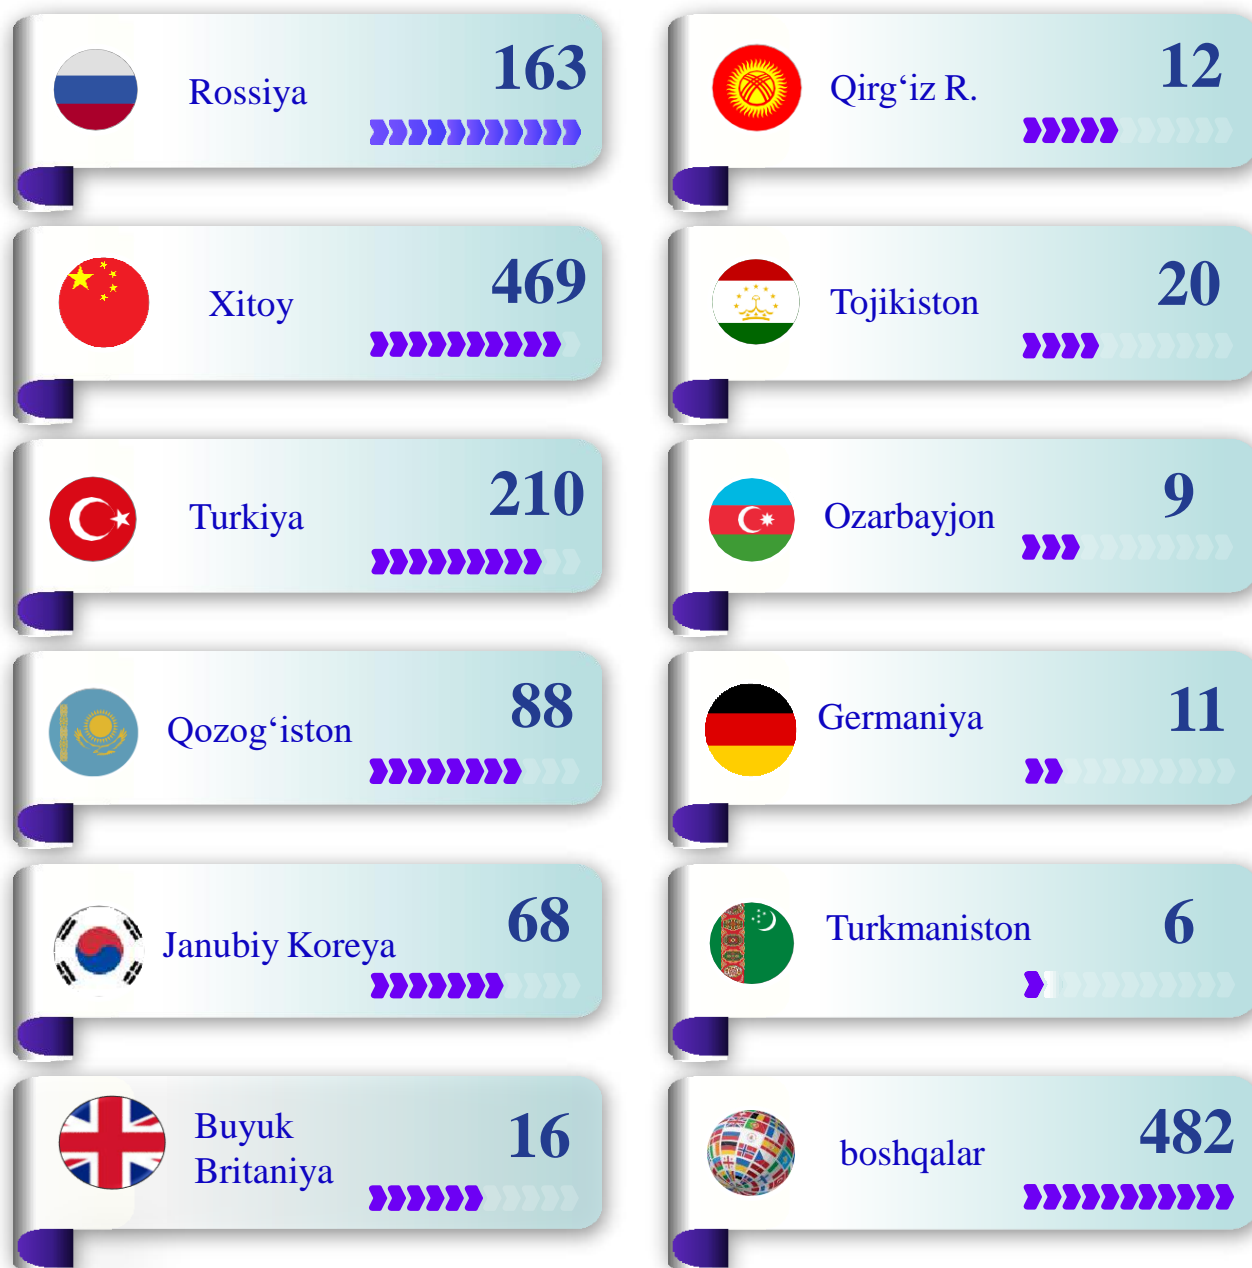 Rossiya
163
Xitoy
469
Turkiya
210
Qozog‘iston
88
Janubiy Koreya
68
Buyuk
Britaniya
16
Qirg‘iz R.
12
Tojikiston
20
Ozarbayjon
9
Germaniya
11
Turkmaniston
6
boshqalar
482